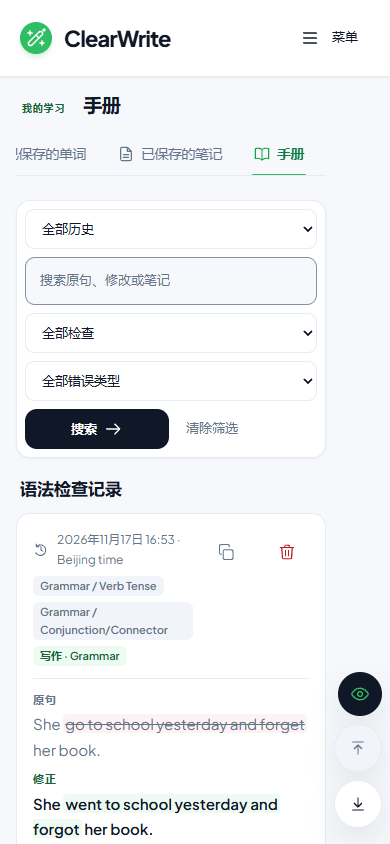 ClearWrite
菜单
我的学习 手册
保存的单词 已保存的笔记 手册
全部历史
搜索原句、修改或笔记
全部检查
全部错误类型
搜索 清除筛选
语法检查记录
2026年11月17日 16:53 ·
Beijing time
Grammar / Verb Tense
Grammar /
Conjunction/Connector
写作 · Grammar
原句
She go to school yesterday and forget
her book.
修正
She went to school yesterday and
forgot her book.